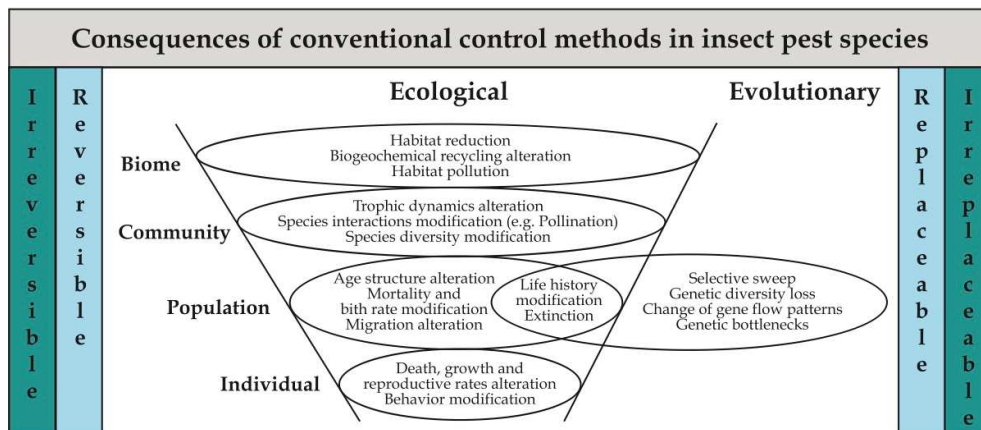 Consequences of conventional control methods in insect pest species
Irreversible
Reversible
Ecological
Evolutionary
Replaceable
Irreplaceable
Biome
Habitat reduction
Biogeochemical recycling alteration
Habitat pollution
Community
Trophic dynamics alteration
Species interactions modification (e.g. Pollination)
Species diversity modification
Population
Age structure alteration
Mortality and
bith rate modification
Migration alteration
Life history
modification
Extinction
Selective sweep
Genetic diversity loss
Change of gene flow patterns
Genetic bottlenecks
Individual
Death, growth and
reproductive rates alteration
Behavior modification